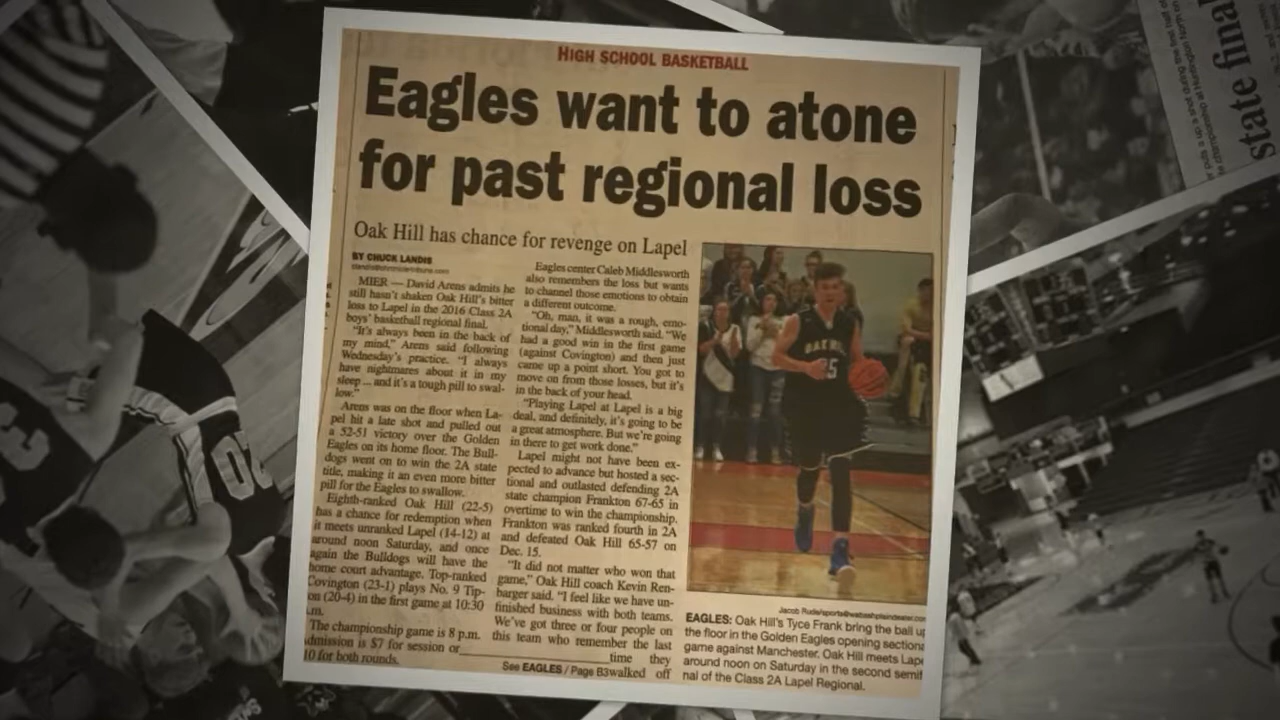 HIGH SCHOOL BASKETBALL
Eagles want to atone
for past regional loss
Oak Hill has chance for revenge on Lapel
BY CHUCK LANDIS
MIER — David Arens admits he
still hasn't shaken Oak Hill's bitter
loss to Lapel in the 2016 Class 2A
boys' basketball regional final.
"It's always been in the back of
my mind," Arens said following
Wednesday's practice. "I always
have nightmares about it in my
sleep ... and it's a tough pill to swal-
low."
Arens was on the floor when La-
pel hit a late shot and pulled out
a 52-51 victory over the Golden
Eagles on its home floor. The Bull-
dogs went on to win the 2A state
title, making it an even more bitter
pill for the Eagles to swallow.
Eighth-ranked Oak Hill (22-5)
has a chance for redemption when
it meets unranked Lapel (14-12) at
around noon Saturday, and once
again the Bulldogs will have the
home court advantage. Top-ranked
Covington (23-1) plays No. 9 Tip-
on (20-4) in the first game at 10:30
.m.
The championship game is 8 p.m.
dmission is $7 for session or
10 for both rounds.
Eagles center Caleb Middlesworth
also remembers the loss but wants
to channel those emotions to obtain
a different outcome.
"Oh, man, it was a rough, emo-
tional day," Middlesworth said. "We
had a good win in the first game
(against Covington) and then just
came up a point short. You got to
move on from those losses, but it's
in the back of your head.
"Playing Lapel at Lapel is a big
deal, and definitely, it's going to be
a great atmosphere. But we're going
in there to get work done."
Lapel might not have been ex-
pected to advance but hosted a sec-
tional and outlasted defending 2A
state champion Frankton 67-65 in
overtime to win the championship.
Frankton was ranked fourth in 2A
and defeated Oak Hill 65-57 on
Dec. 15.
"It did not matter who won that
game," Oak Hill coach Kevin Ren-
barger said. "I feel like we have un-
finished business with both teams.
We've got three or four people on
this team who remember the last
time they
See EAGLES / Page B3 walked off
OAK HILL
35
EAGLES: Oak Hill's Tyce Frank bring the ball up
the floor in the Golden Eagles opening sectiona
game against Manchester. Oak Hill meets Lape
around noon on Saturday in the second semif
nal of the Class 2A Lapel Regional.
state final
20
3